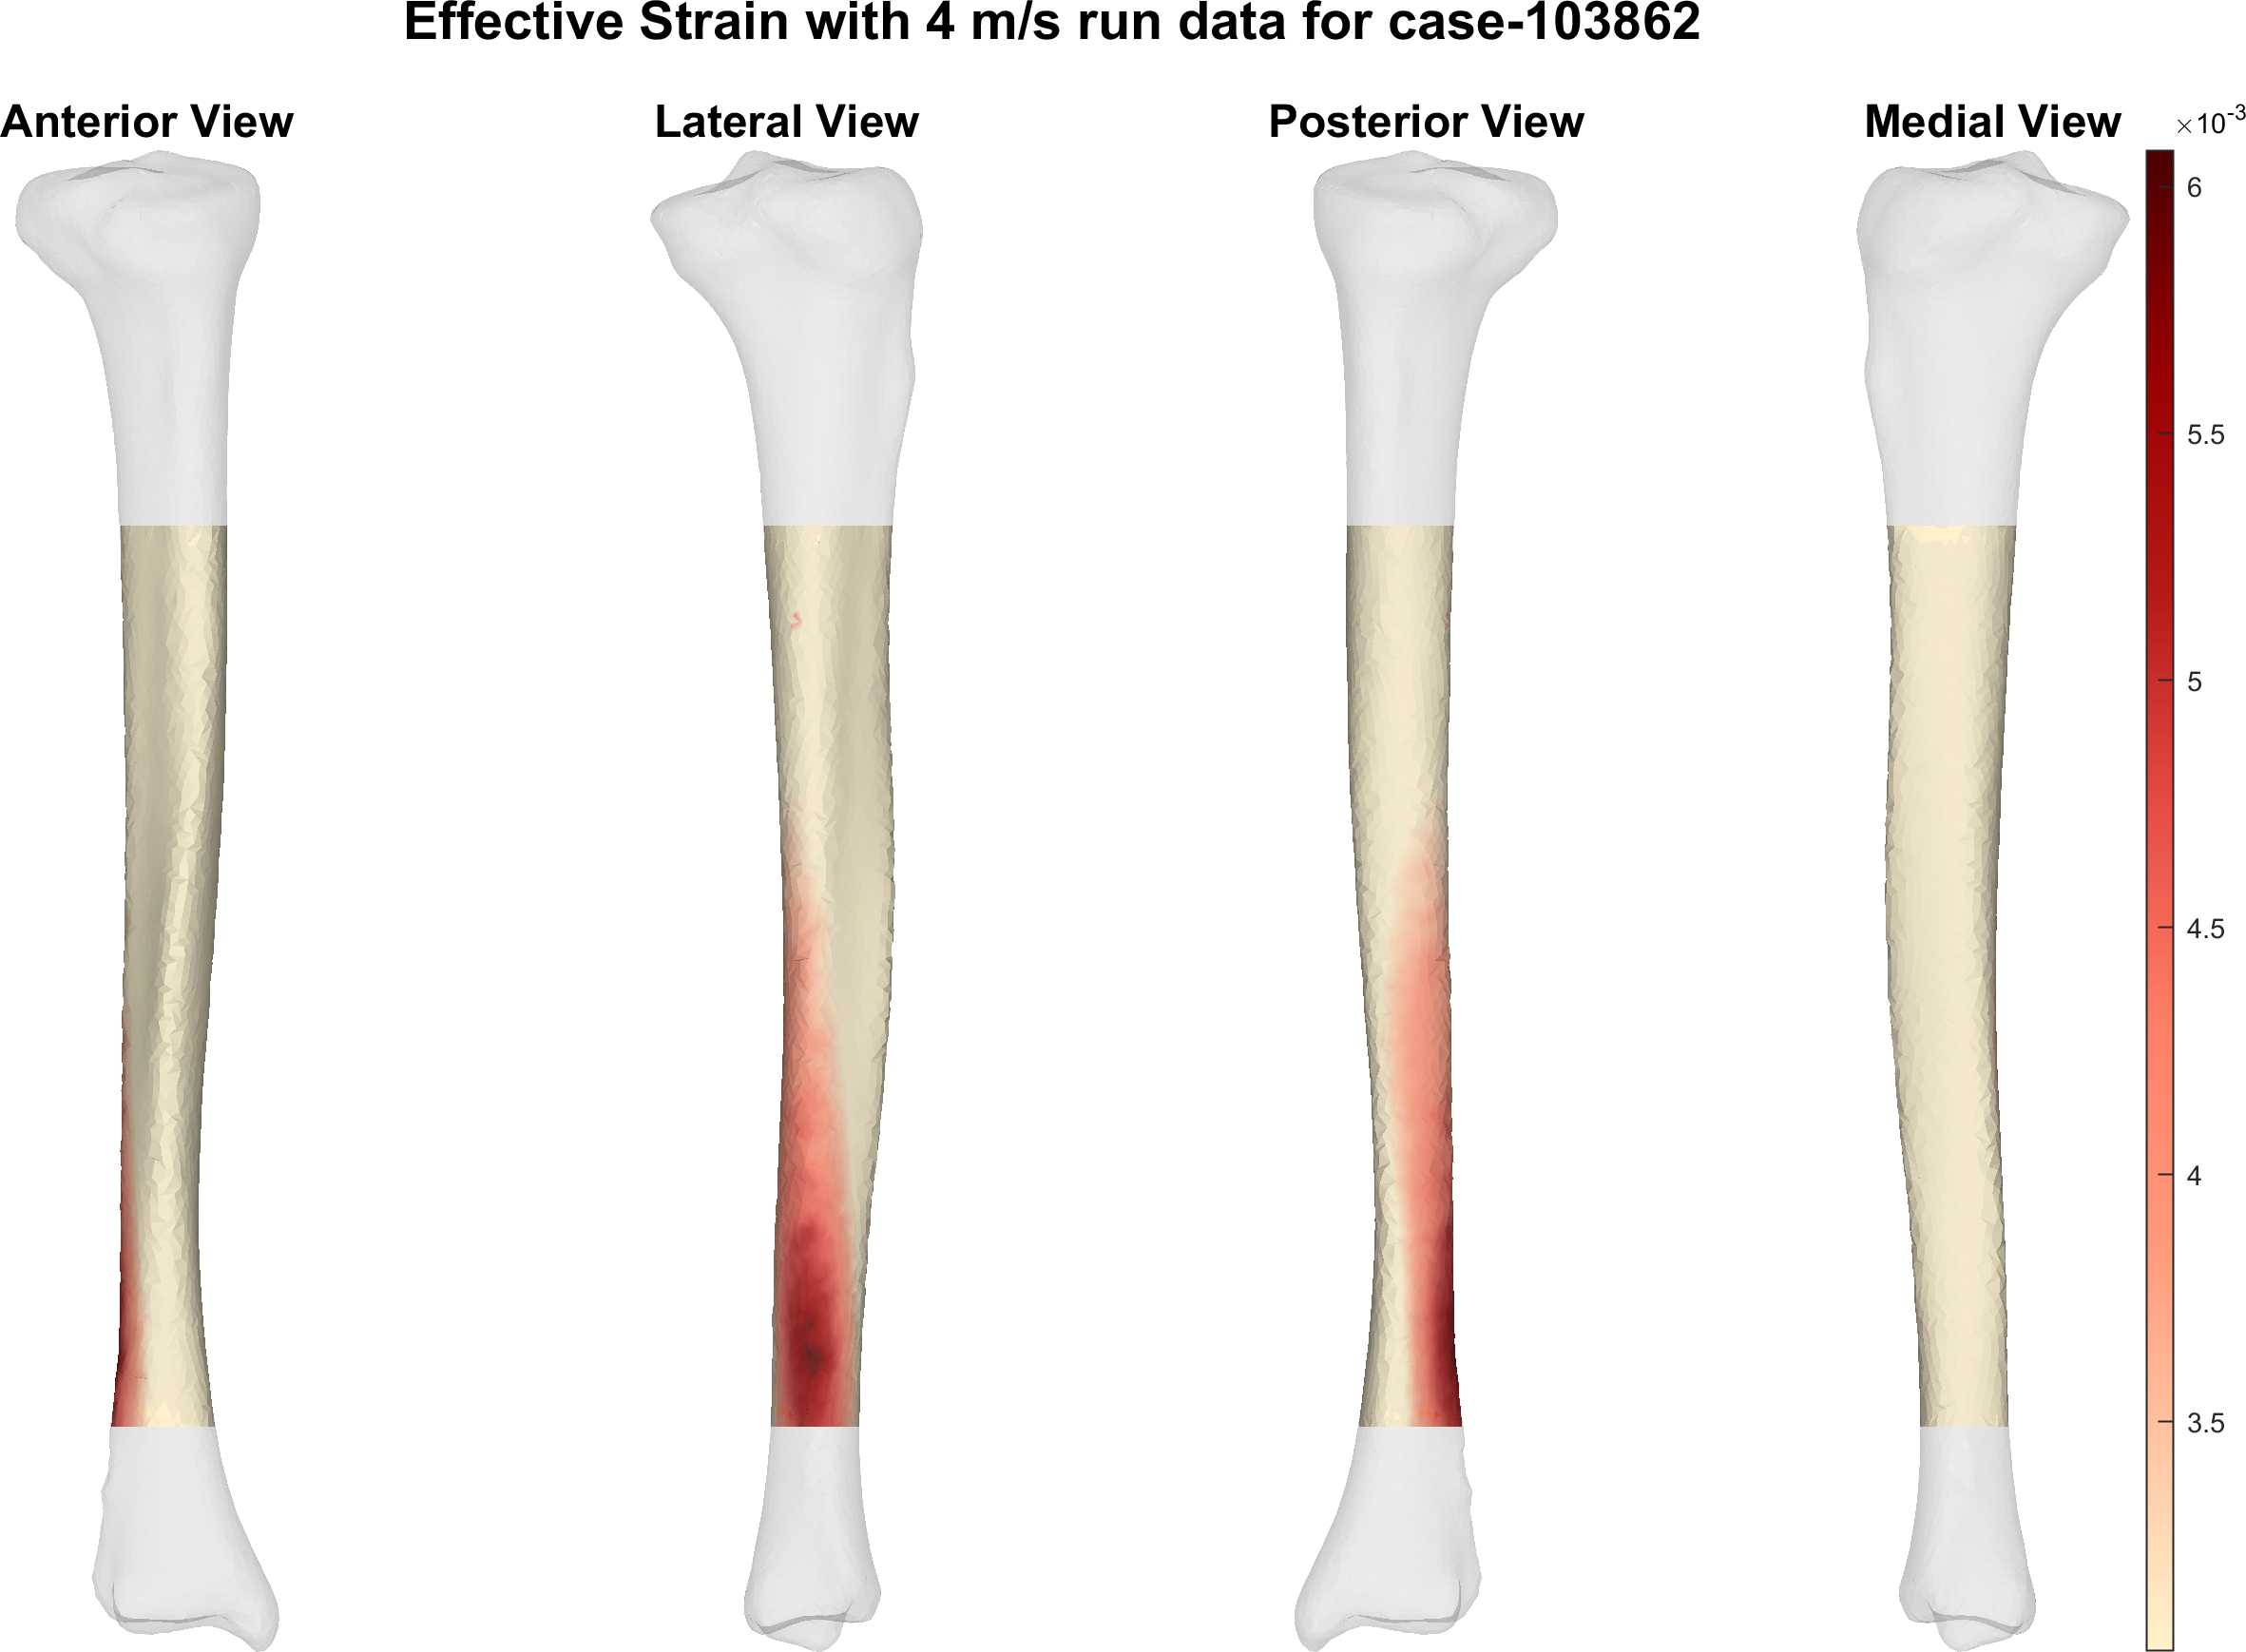 Effective Strain with 4 m/s run data for case-103862
Anterior View
Lateral View
Posterior View
Medial View
×10-3
6
5.5
5
4.5
4
3.5